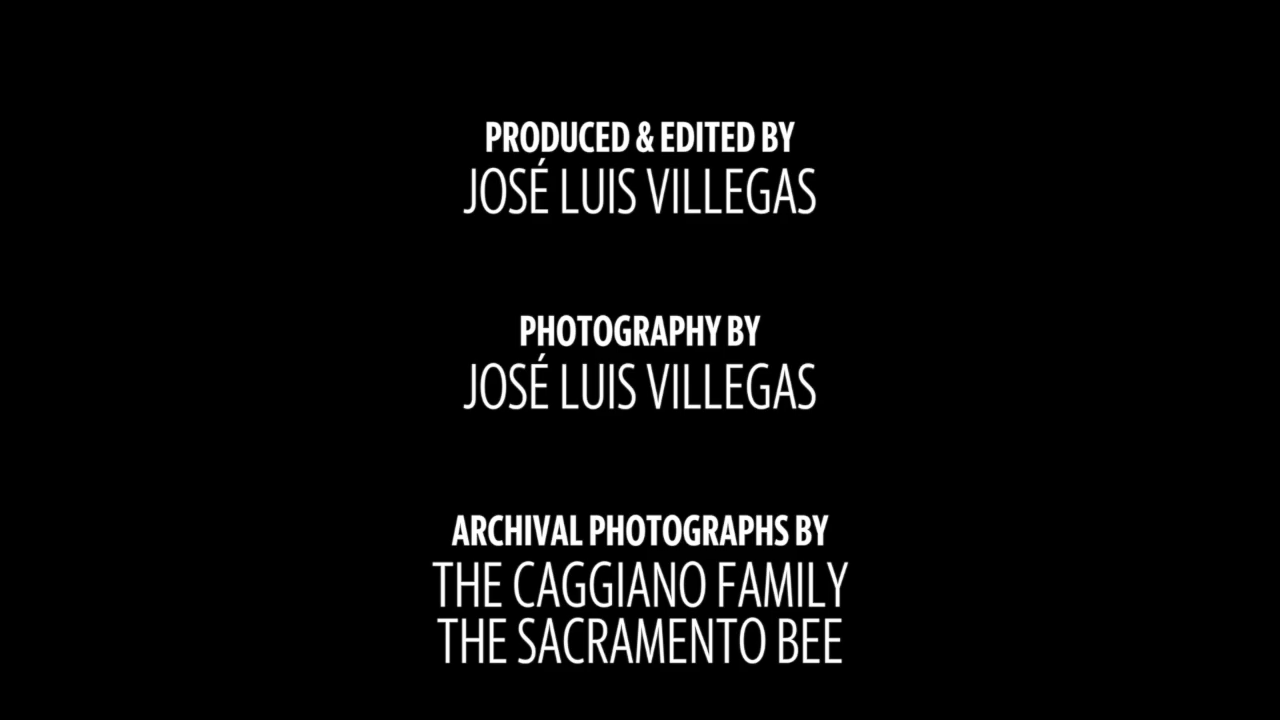 PRODUCED & EDITED BY
JOSÉ LUIS VILLEGAS
PHOTOGRAPHY BY
JOSÉ LUIS VILLEGAS
ARCHIVAL PHOTOGRAPHS BY
THE CAGGIANO FAMILY
THE SACRAMENTO BEE